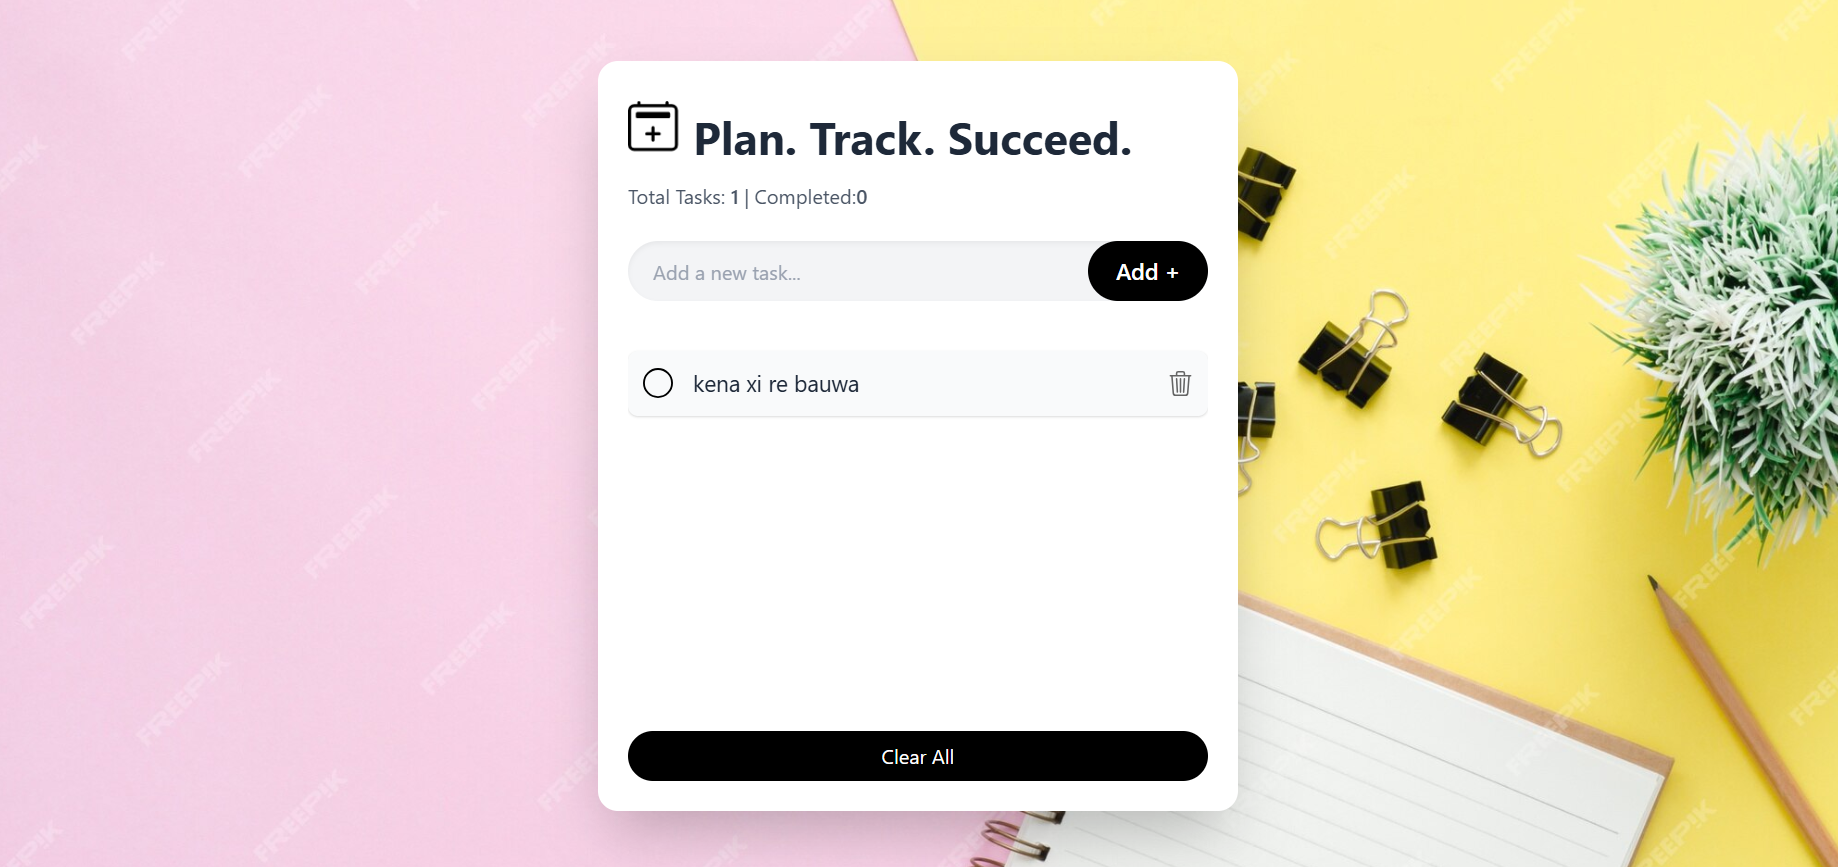 Plan. Track. Succeed.
Total Tasks: 1 | Completed:0
Add a new task...
Add +
kena xi re bauwa
Clear All
FREEPIK